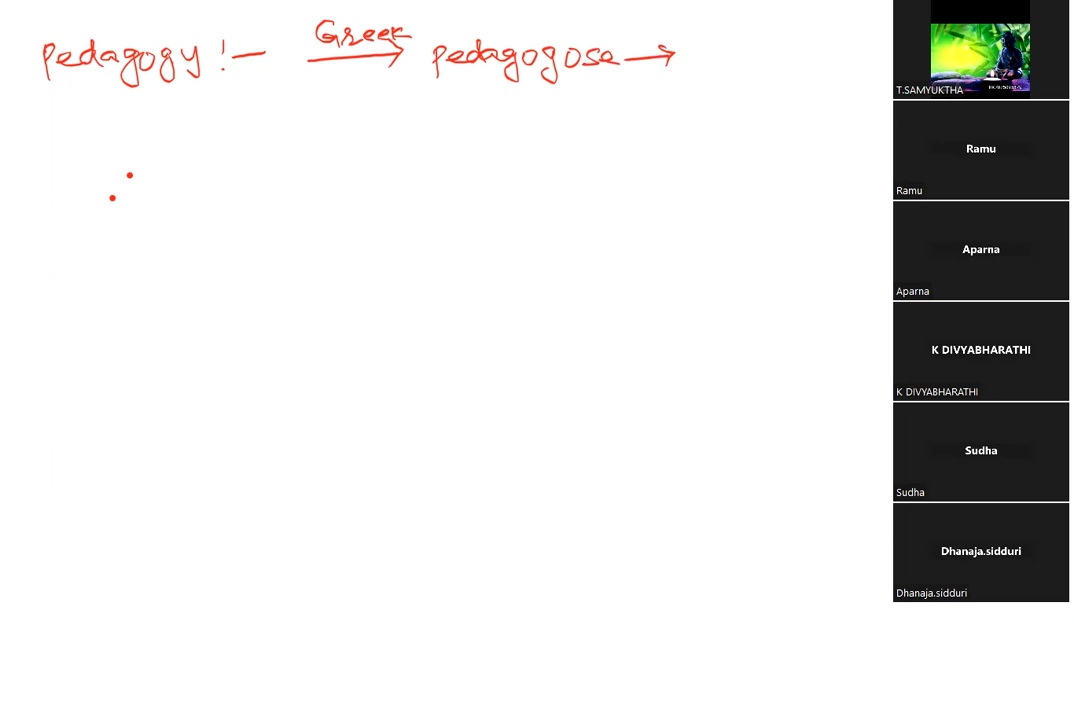 Pedagogy :- Greek → pedagogose →
T.SAMYUKTHA
Ramu
Ramu
Aparna
Aparna
K DIVYABHARATHI
K DIVYABHARATHI
Sudha
Sudha
Dhanaja.sidduri
Dhanaja.sidduri